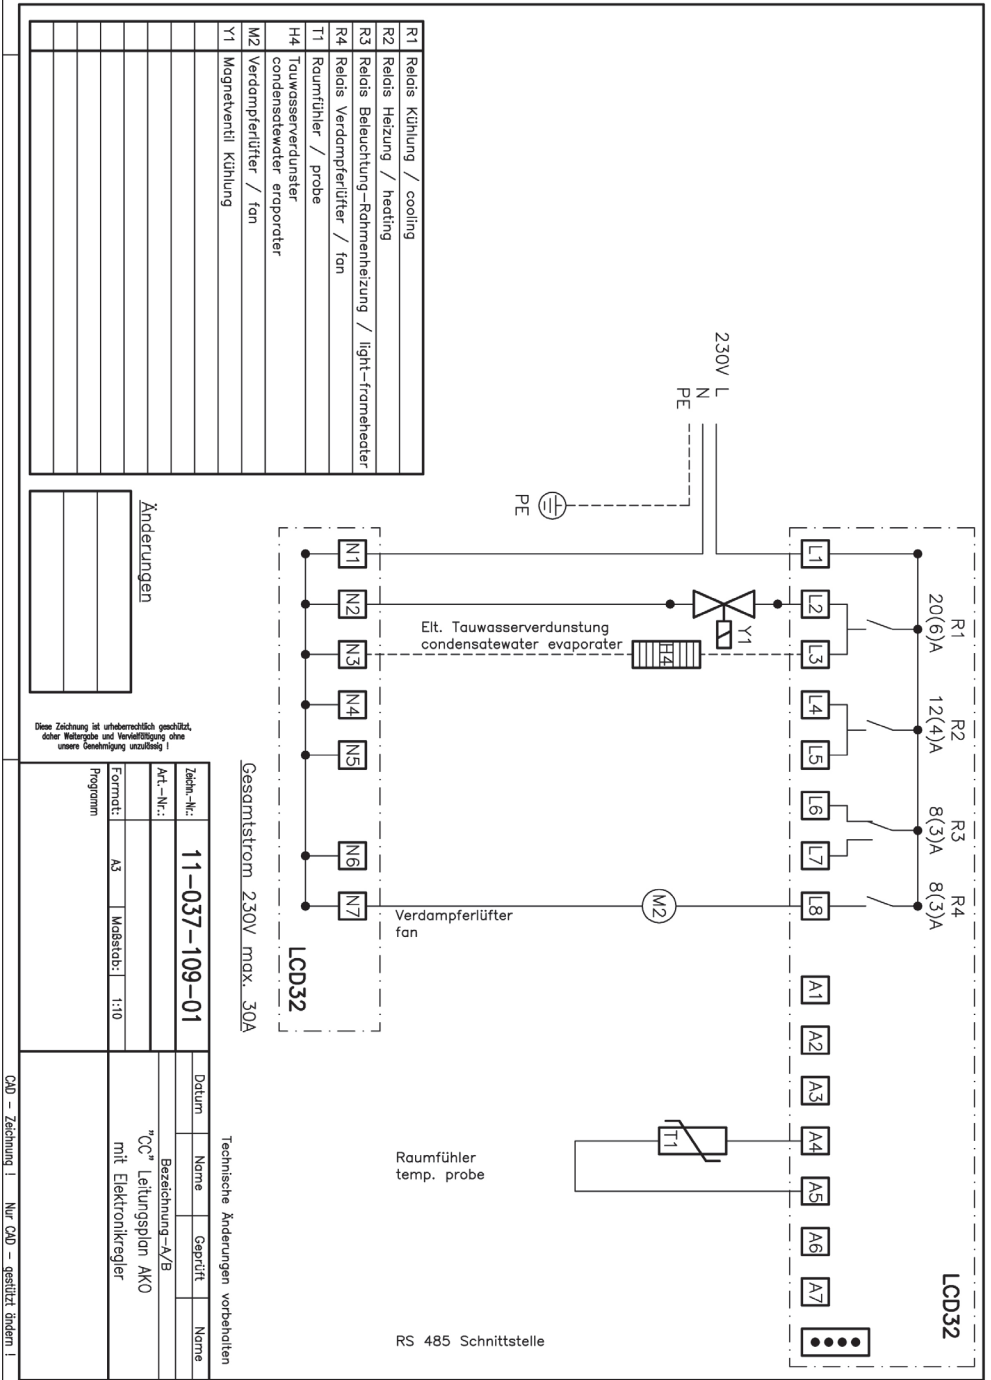 R1 Relais Kühlung / cooling
R2 Relais Heizung / heating
R3 Relais Beleuchtung-Rahmenheizung / light-frameheater
R4 Relais Verdampferlüfter / fan
T1 Raumfühler / probe
H4 Tauwasserverdunster
condensatewater eraporater
M2 Verdampferlüfter / fan
Y1 Magnetventil Kühlung
230V L
N
PE
PE
LCD32
R1
20(6)A
R2
12(4)A
R3
8(3)A
R4
8(3)A
L1 L2 L3 L4 L5 L6 L7 L8 A1 A2 A3 A4 A5 A6 A7
Y1
H4
M2
T1
Elt. Tauwasserverdunstung
condensatewater evaporater
Verdampferlüfter
fan
Raumfühler
temp. probe
RS 485 Schnittstelle
N1 N2 N3 N4 N5 N6 N7
LCD32
Gesamtstrom 230V max. 30A
Änderungen
Diese Zeichnung ist urheberrechtlich geschützt,
daher Weitergabe und Vervielfältigung ohne
unsere Genehmigung unzulässig !
Technische Änderungen vorbehalten
Zeichn.-Nr.: 11-037-109-01
Datum Name Geprüft Name
Art.-Nr.:
Bezeichnung-A/B
"CC" Leitungsplan AKO
mit Elektronikregler
Format: A3 Maßstab: 1:10
Programm
CAD - Zeichnung ! Nur CAD - gestützt ändern !